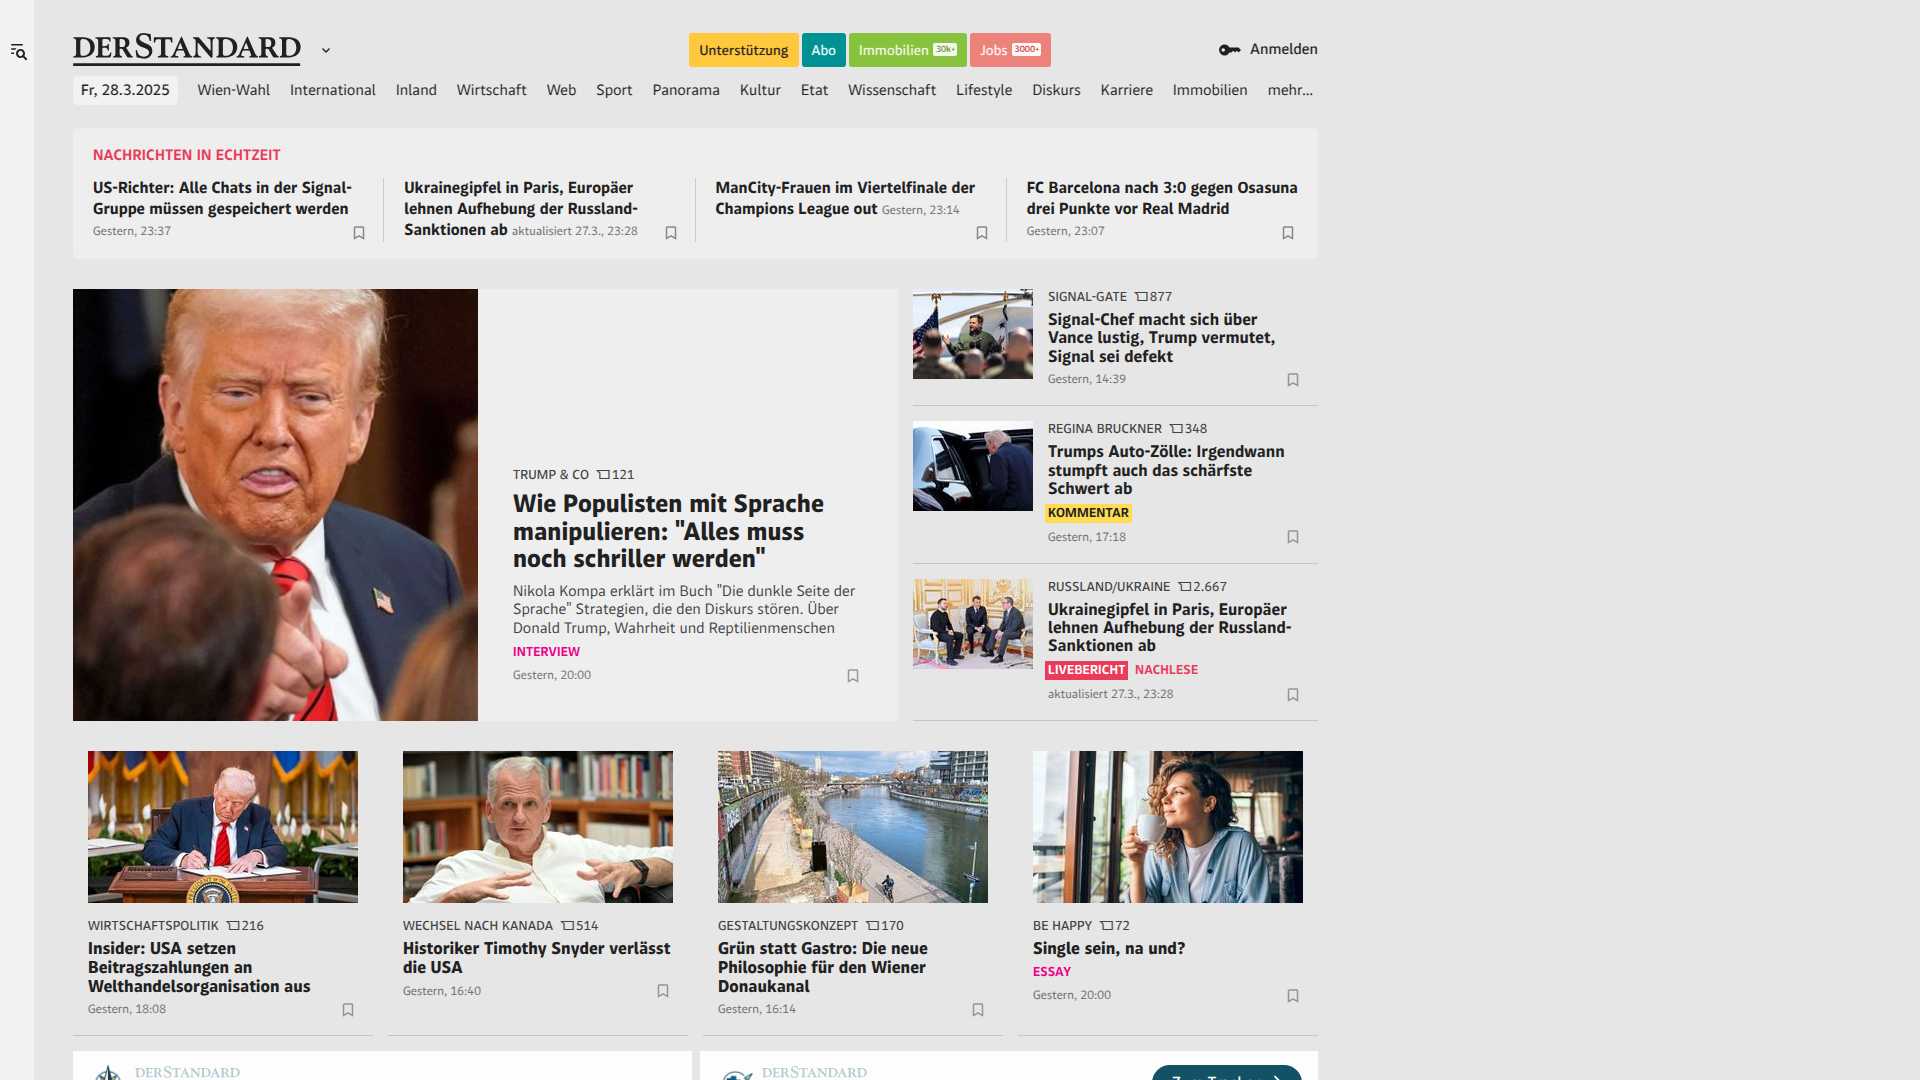 DERSTANDARD
Unterstützung
Abo
Immobilien 30k+
Jobs 3000+
Anmelden
Fr, 28.3.2025
Wien-Wahl
International
Inland
Wirtschaft
Web
Sport
Panorama
Kultur
Etat
Wissenschaft
Lifestyle
Diskurs
Karriere
Immobilien
mehr...
NACHRICHTEN IN ECHTZEIT
US-Richter: Alle Chats in der Signal-
Gruppe müssen gespeichert werden
Gestern, 23:37
Ukrainegipfel in Paris, Europäer
lehnen Aufhebung der Russland-
Sanktionen ab aktualisiert 27.3., 23:28
ManCity-Frauen im Viertelfinale der
Champions League out Gestern, 23:14
FC Barcelona nach 3:0 gegen Osasuna
drei Punkte vor Real Madrid
Gestern, 23:07
TRUMP & CO 121
Wie Populisten mit Sprache
manipulieren: "Alles muss
noch schriller werden"
Nikola Kompa erklärt im Buch "Die dunkle Seite der
Sprache" Strategien, die den Diskurs stören. Über
Donald Trump, Wahrheit und Reptilienmenschen
INTERVIEW
Gestern, 20:00
SIGNAL-GATE 877
Signal-Chef macht sich über
Vance lustig, Trump vermutet,
Signal sei defekt
Gestern, 14:39
REGINA BRUCKNER 348
Trumps Auto-Zölle: Irgendwann
stumpft auch das schärfste
Schwert ab
KOMMENTAR
Gestern, 17:18
RUSSLAND/UKRAINE 2.667
Ukrainegipfel in Paris, Europäer
lehnen Aufhebung der Russland-
Sanktionen ab
LIVEBERICHT NACHLESE
aktualisiert 27.3., 23:28
WIRTSCHAFTSPOLITIK 216
Insider: USA setzen
Beitragszahlungen an
Welthandelsorganisation aus
Gestern, 18:08
WECHSEL NACH KANADA 514
Historiker Timothy Snyder verlässt
die USA
Gestern, 16:40
GESTALTUNGSKONZEPT 170
Grün statt Gastro: Die neue
Philosophie für den Wiener
Donaukanal
Gestern, 16:14
BE HAPPY 72
Single sein, na und?
ESSAY
Gestern, 20:00
DERSTANDARD
DERSTANDARD